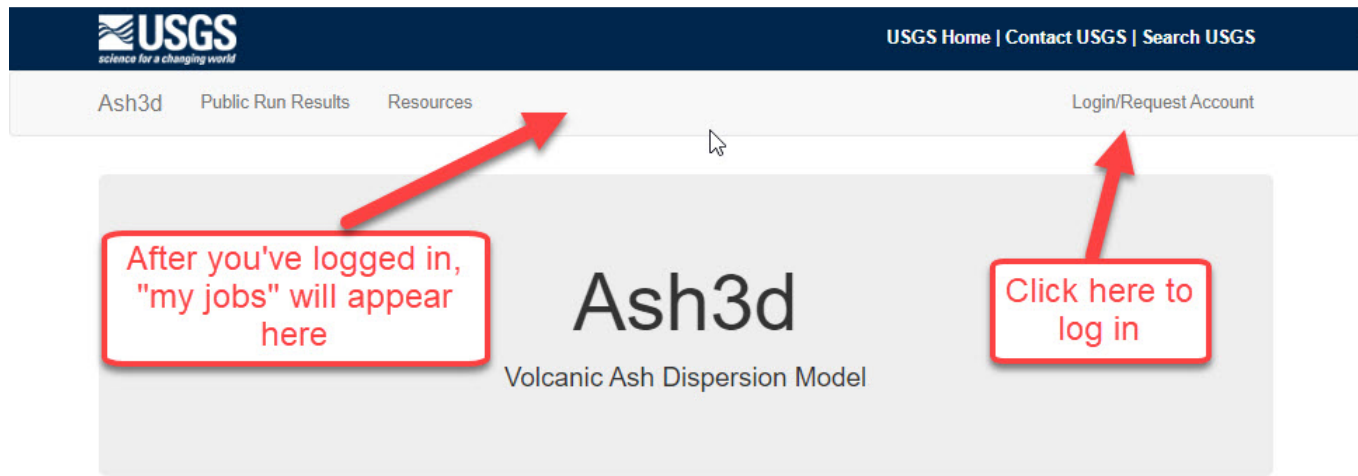 USGS
science for a changing world
USGS Home | Contact USGS | Search USGS
Ash3d Public Run Results Resources Login/Request Account
After you've logged in,
"my jobs" will appear
here
Ash3d
Volcanic Ash Dispersion Model
Click here to
log in